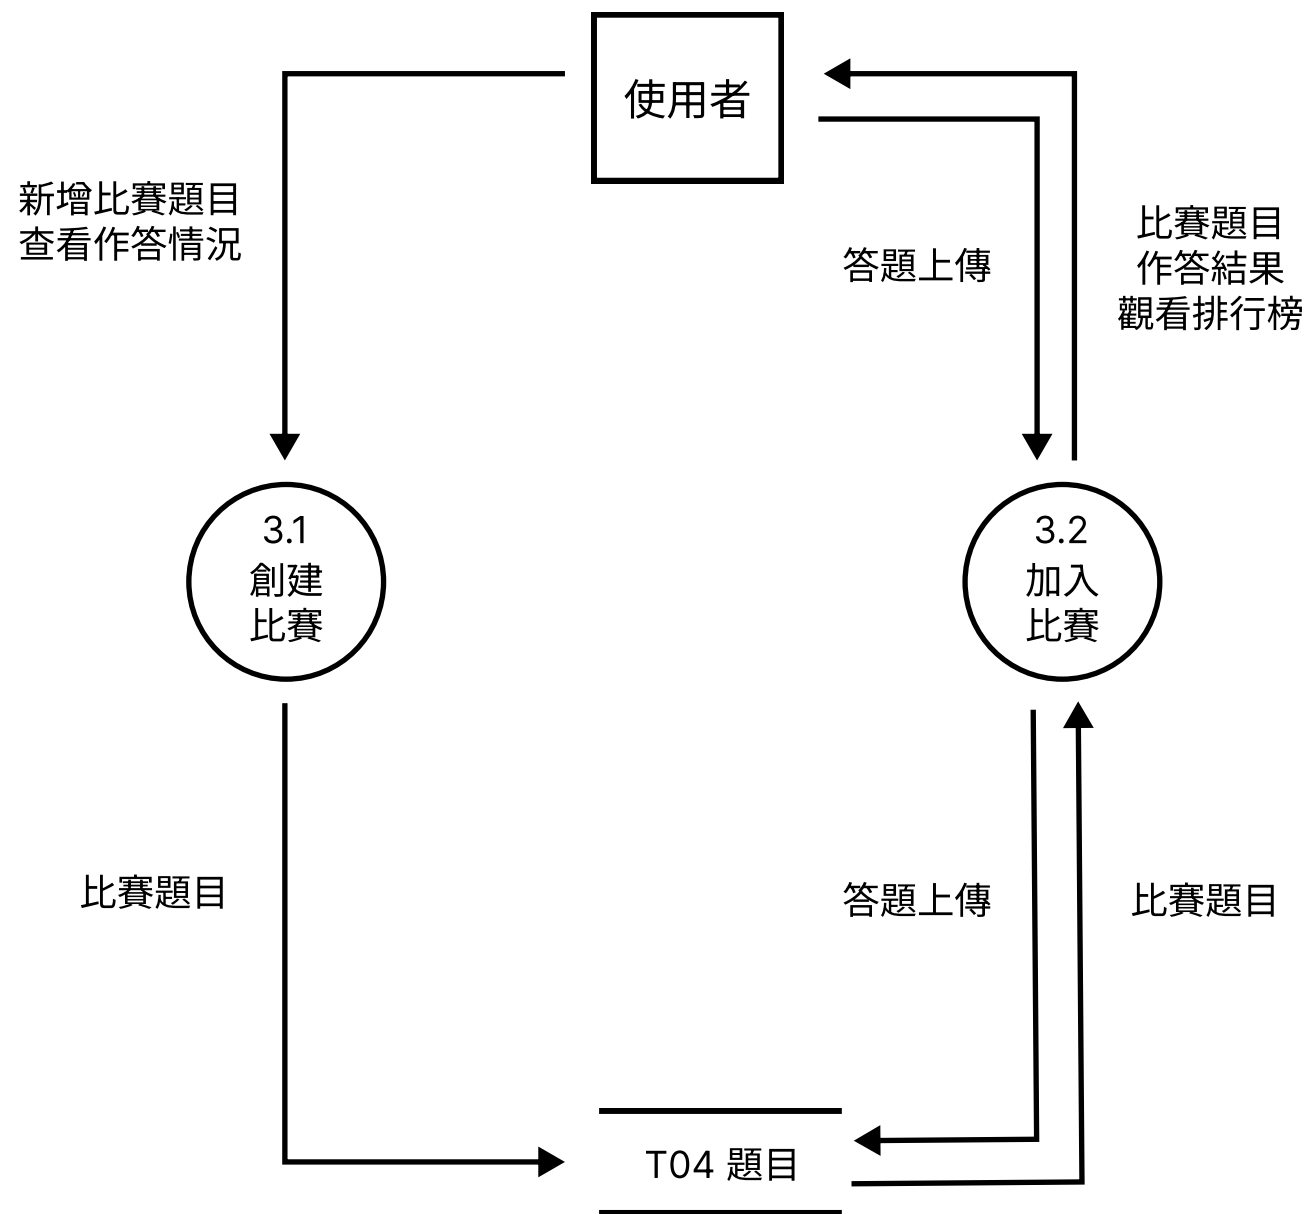 使用者
新增比賽題目
查看作答情況
答題上傳
比賽題目
作答結果
觀看排行榜
3.1
創建
比賽
3.2
加入
比賽
比賽題目
答題上傳
比賽題目
T04 題目